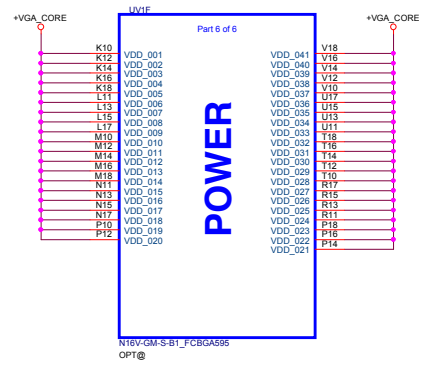 +VGA_CORE
UV1F
+VGA_CORE
Part 6 of 6
K10 VDD_001
K12 VDD_002
K14 VDD_003
K16 VDD_004
K18 VDD_005
L11 VDD_006
L13 VDD_007
L15 VDD_008
L17 VDD_009
M10 VDD_010
M12 VDD_011
M14 VDD_012
M16 VDD_013
M18 VDD_014
N11 VDD_015
N13 VDD_016
N15 VDD_017
N17 VDD_018
P10 VDD_019
P12 VDD_020
POWER
VDD_041 V18
VDD_040 V16
VDD_039 V14
VDD_038 V12
VDD_037 V10
VDD_036 U17
VDD_035 U15
VDD_034 U13
VDD_033 U11
VDD_032 T18
VDD_031 T16
VDD_030 T14
VDD_029 T12
VDD_028 T10
VDD_027 R17
VDD_026 R15
VDD_025 R13
VDD_024 R11
VDD_023 P18
VDD_022 P16
VDD_021 P14
N16V-GM-S-B1_FCBGA595
OPT@